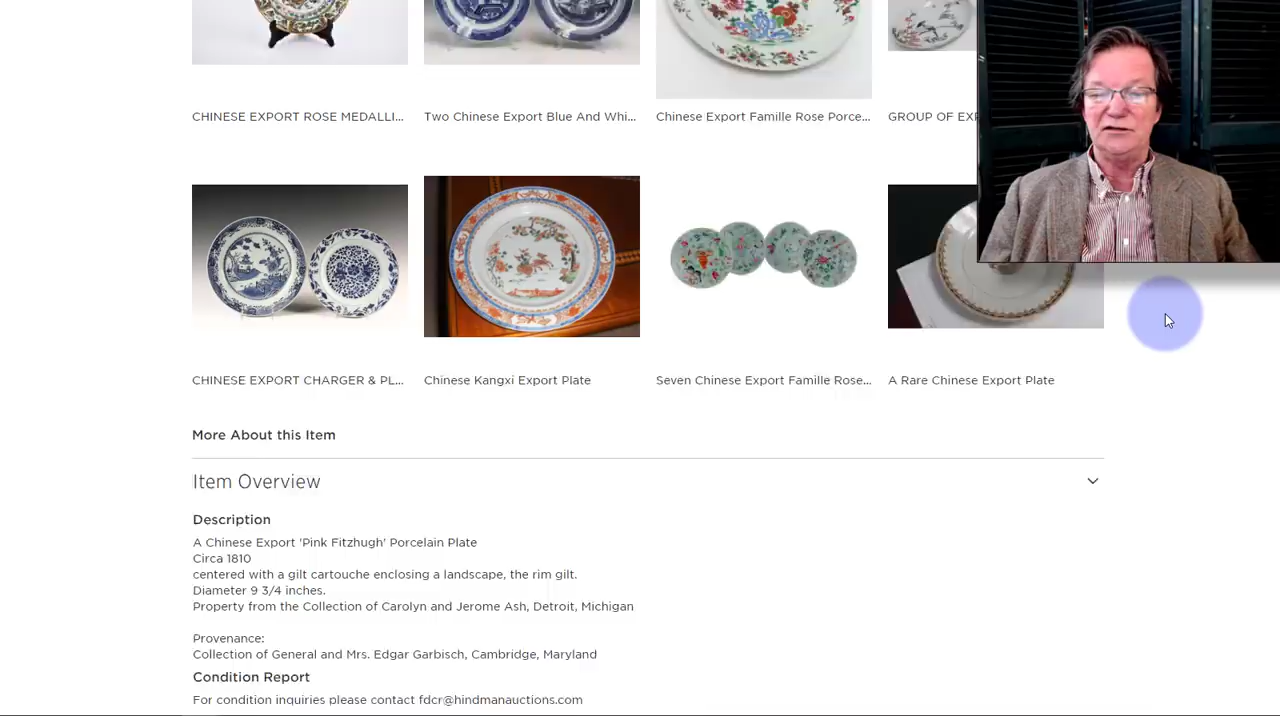 CHINESE EXPORT ROSE MEDALLI...
Two Chinese Export Blue And Whi...
Chinese Export Famille Rose Porce...
GROUP OF EXP
CHINESE EXPORT CHARGER & PL...
Chinese Kangxi Export Plate
Seven Chinese Export Famille Rose...
A Rare Chinese Export Plate
More About this Item
Item Overview
Description
A Chinese Export 'Pink Fitzhugh' Porcelain Plate
Circa 1810
centered with a gilt cartouche enclosing a landscape, the rim gilt.
Diameter 9 3/4 inches.
Property from the Collection of Carolyn and Jerome Ash, Detroit, Michigan
Provenance:
Collection of General and Mrs. Edgar Garbisch, Cambridge, Maryland
Condition Report
For condition inquiries please contact fdcr@hindmanauctions.com